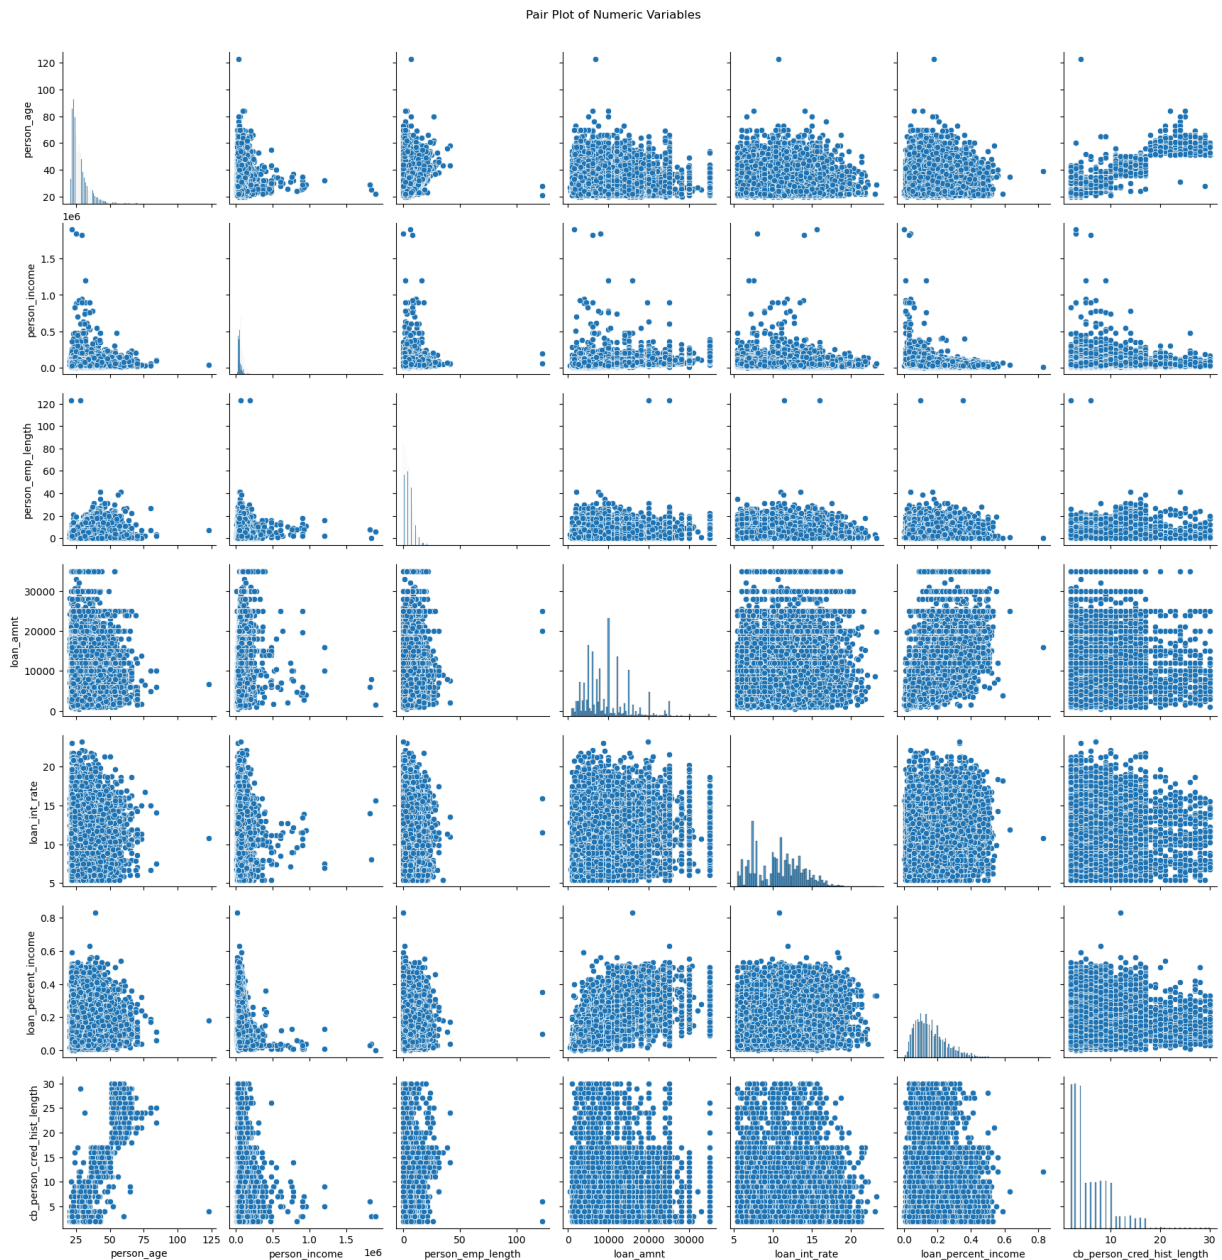 Pair Plot of Numeric Variables
person_age
120
100
80
60
40
20
1e6
person_income
1.5
1.0
0.5
0.0
person_emp_length
120
100
80
60
40
20
0
loan_amnt
30000
20000
10000
0
loan_int_rate
20
15
10
5
loan_percent_income
0.8
0.6
0.4
0.2
0.0
cb_person_cred_hist_length
30
25
20
15
10
5
25 50 75 100 125
0.0 0.5 1.0 1.5
0 50 100
0 10000 20000 30000
5 10 15 20
0.0 0.2 0.4 0.6 0.8
0 10 20 30
person_age person_income 1e6 person_emp_length loan_amnt loan_int_rate loan_percent_income cb_person_cred_hist_length